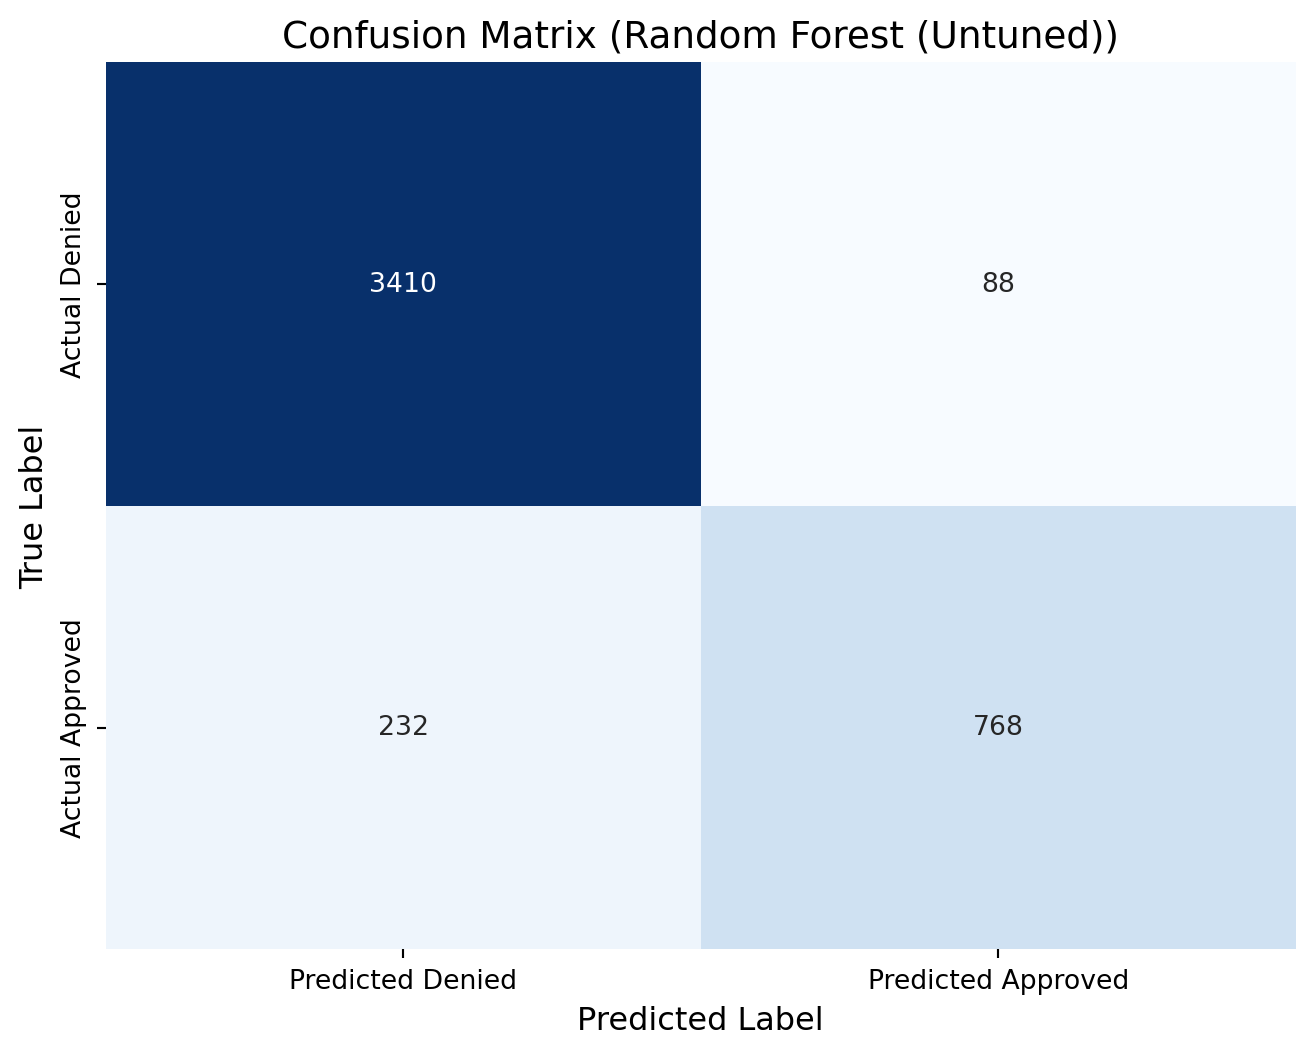 Confusion Matrix (Random Forest (Untuned))
True Label
Actual Denied
3410
88
Actual Approved
232
768
Predicted Denied
Predicted Approved
Predicted Label